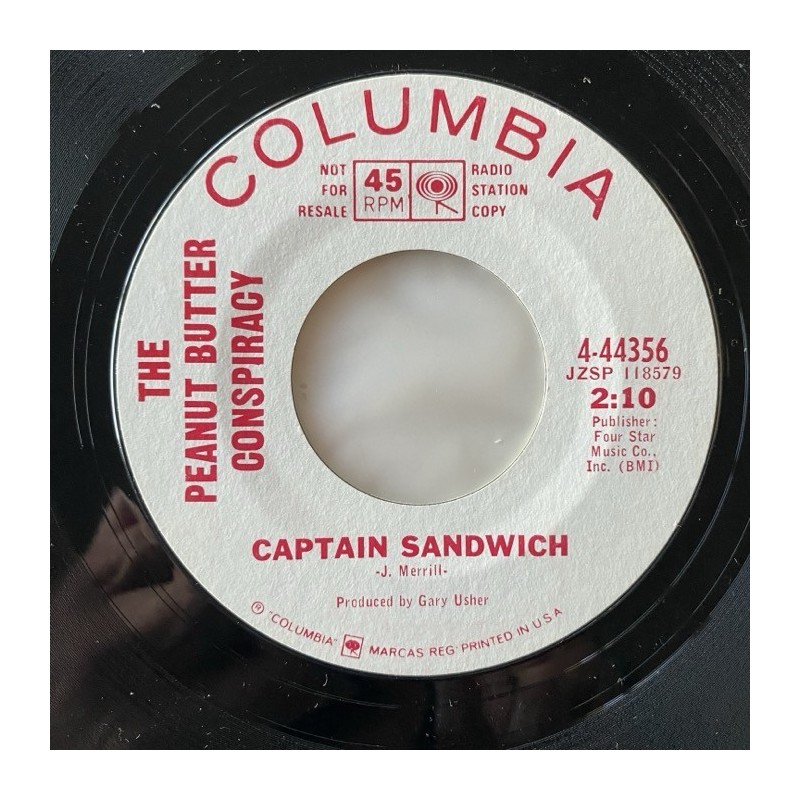 COLUMBIA
NOT
FOR
RESALE
45
RPM
RADIO
STATION
COPY
THE
PEANUT BUTTER
CONSPIRACY
4-44356
JZSP 118579
2:10
Publisher:
Four Star
Music Co.,
Inc. (BMI)
CAPTAIN SANDWICH
-J. Merrill-
Produced by Gary Usher
® "COLUMBIA" MARCAS REG. PRINTED IN U.S.A.